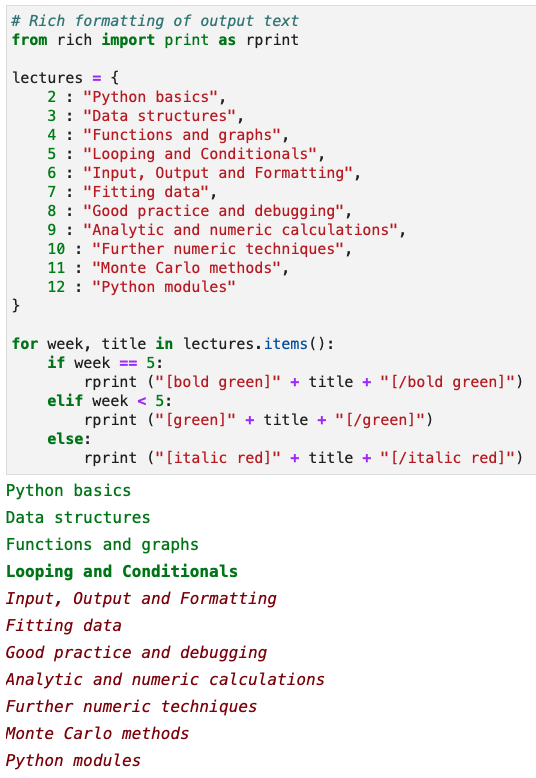 # Rich formatting of output text
from rich import print as rprint
lectures = {
    2 : "Python basics",
    3 : "Data structures",
    4 : "Functions and graphs",
    5 : "Looping and Conditionals",
    6 : "Input, Output and Formatting",
    7 : "Fitting data",
    8 : "Good practice and debugging",
    9 : "Analytic and numeric calculations",
    10 : "Further numeric techniques",
    11 : "Monte Carlo methods",
    12 : "Python modules"
}
for week, title in lectures.items():
    if week == 5:
        rprint ("[bold green]" + title + "[/bold green]")
    elif week < 5:
        rprint ("[green]" + title + "[/green]")
    else:
        rprint ("[italic red]" + title + "[/italic red]")
Python basics
Data structures
Functions and graphs
Looping and Conditionals
Input, Output and Formatting
Fitting data
Good practice and debugging
Analytic and numeric calculations
Further numeric techniques
Monte Carlo methods
Python modules